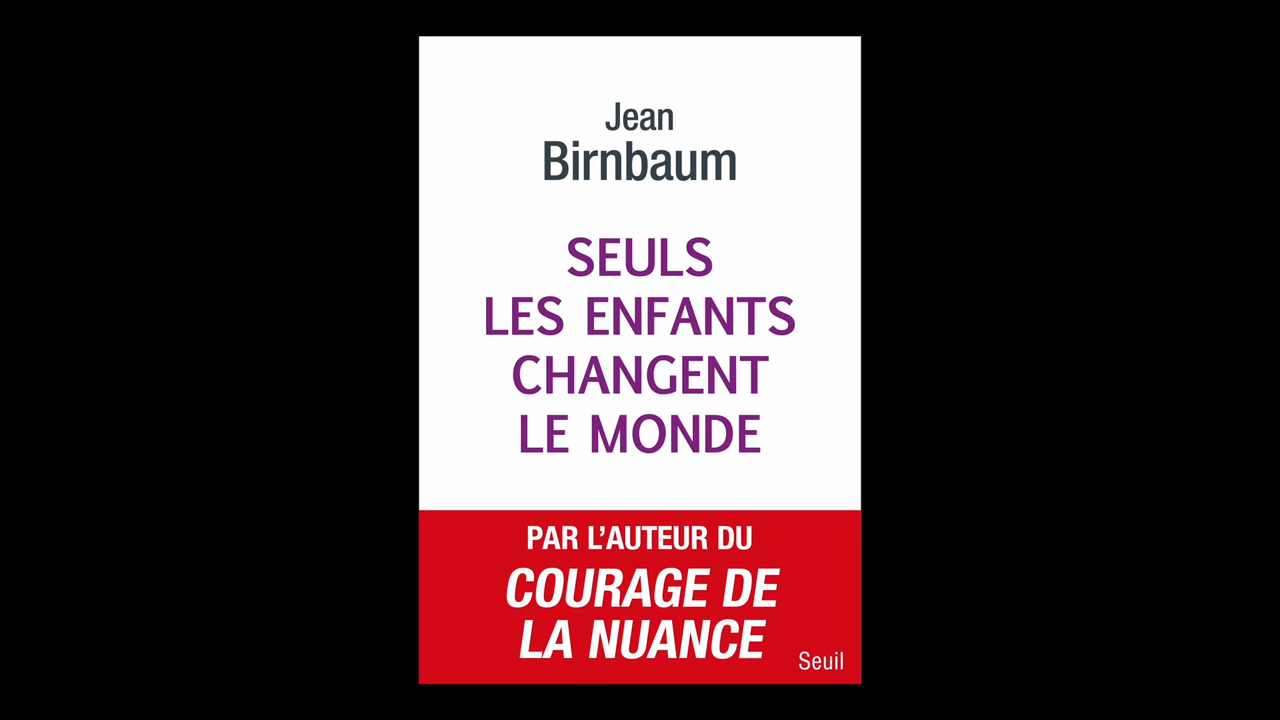 Jean
Birnbaum
SEULS
LES ENFANTS
CHANGENT
LE MONDE
PAR L’AUTEUR DU
COURAGE DE
LA NUANCE
Seuil